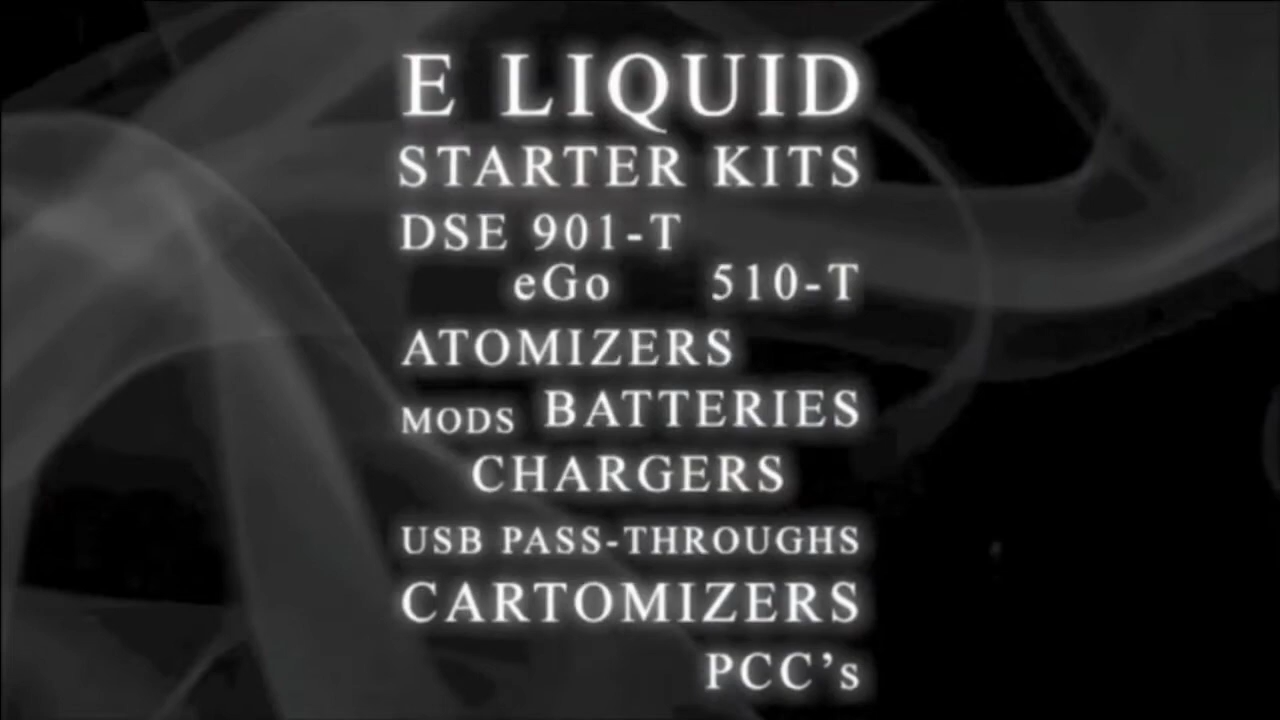 E LIQUID
STARTER KITS
DSE 901-T
eGo 510-T
ATOMIZERS
MODS BATTERIES
CHARGERS
USB PASS-THROUGHS
CARTOMIZERS
PCC's